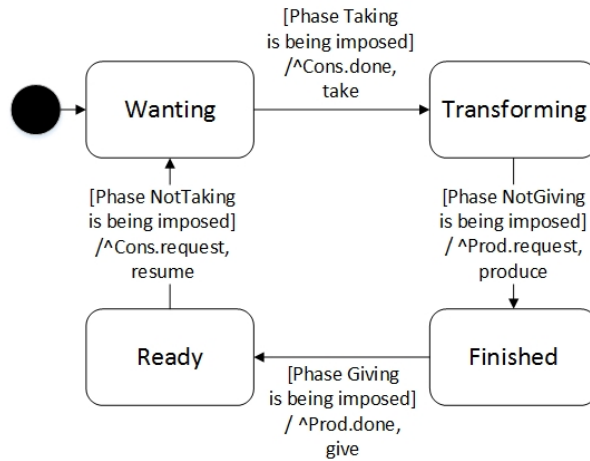 [Phase Taking
is being imposed]
/^Cons.done,
take
Wanting
Transforming
[Phase NotTaking
is being imposed]
/^Cons.request,
resume
[Phase NotGiving
is being imposed]
/ ^Prod.request,
produce
Ready
Finished
[Phase Giving
is being imposed]
/ ^Prod.done,
give